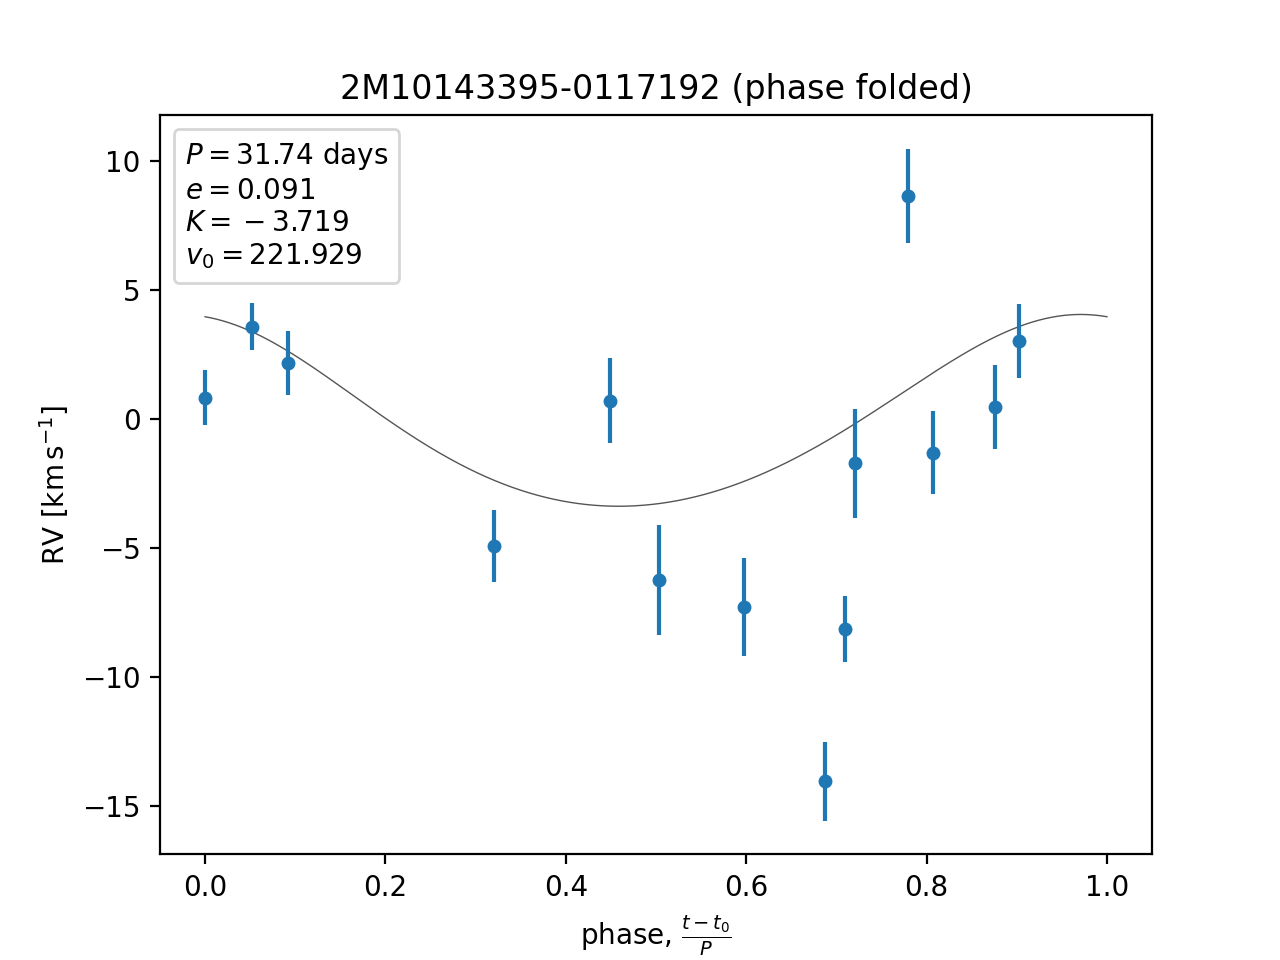 2M10143395-0117192 (phase folded)
P = 31.74 days
e = 0.091
K = −3.719
v₀ = 221.929
RV [km s⁻¹]
10
5
0
−5
−10
−15
0.0 0.2 0.4 0.6 0.8 1.0
phase, (t − t₀)/P